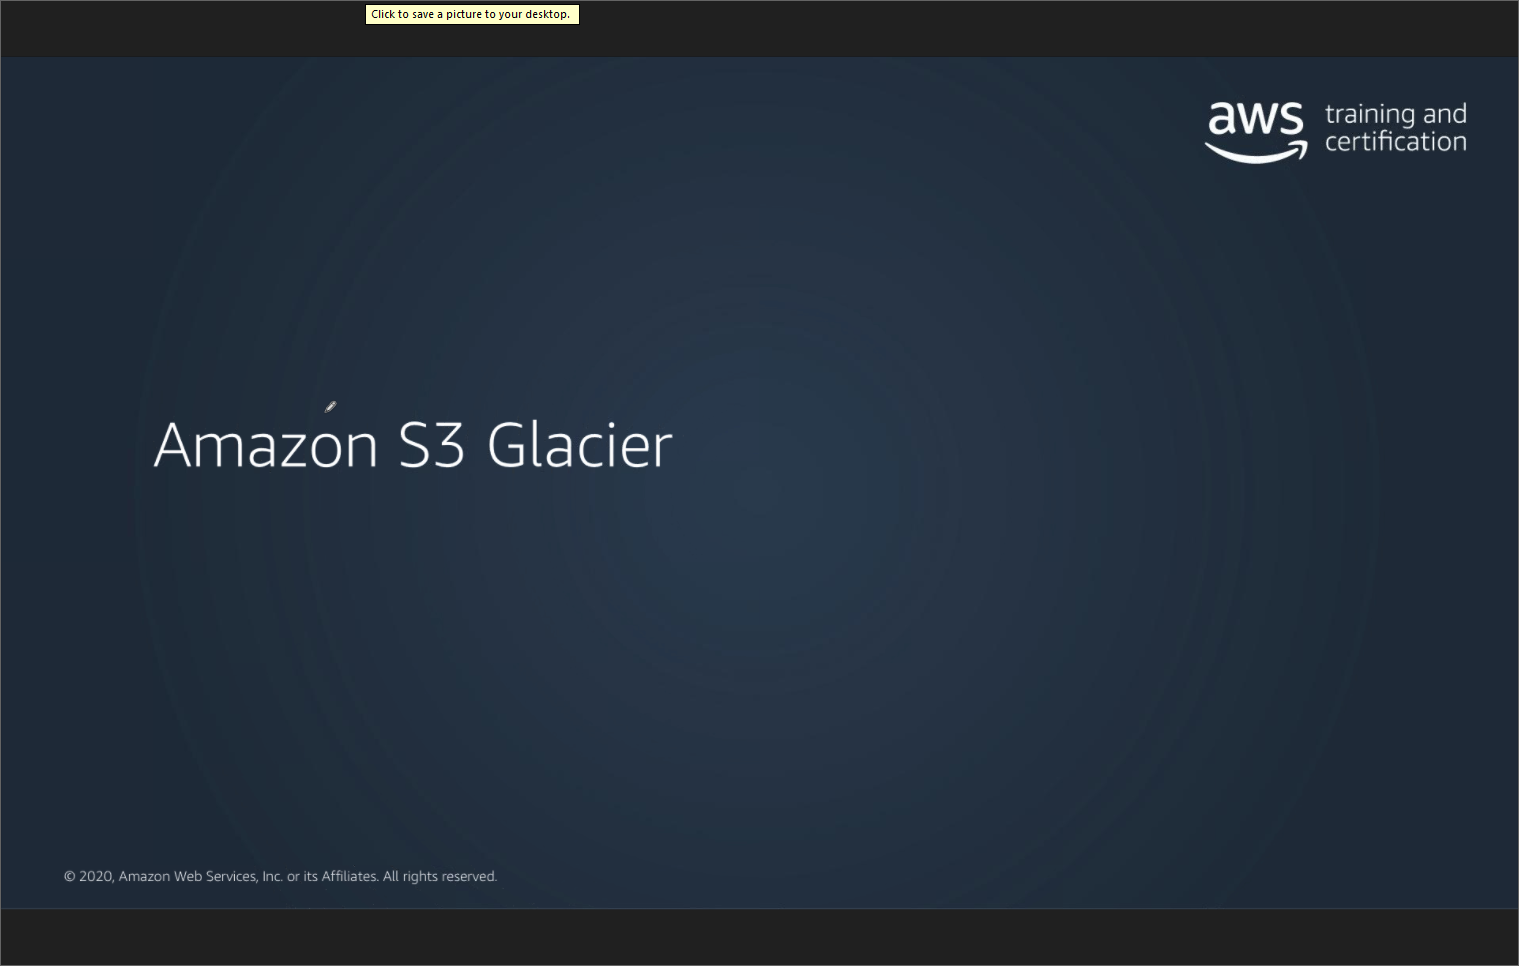 Click to save a picture to your desktop.
aws training and
certification
Amazon S3 Glacier
© 2020, Amazon Web Services, Inc. or its Affiliates. All rights reserved.